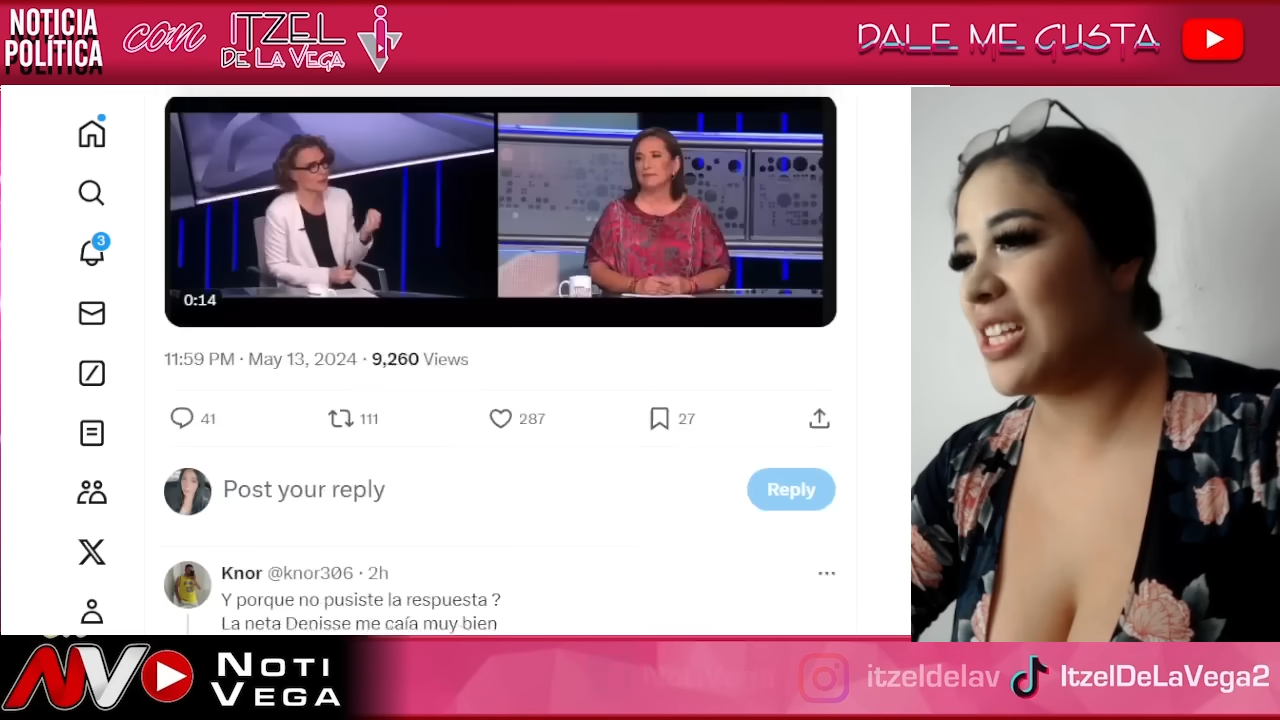 NOTICIA
POLÍTICA
con
ITZEL
DE LA VEGA
DALE ME GUSTA
0:14
11:59 PM · May 13, 2024 · 9,260 Views
3
41
111
287
27
Post your reply
Reply
Knor @knor306 · 2h
Y porque no pusiste la respuesta ?
La neta Denisse me caía muy bien
NV
NOTI
VEGA
itzeldelav
ItzelDeLaVega2